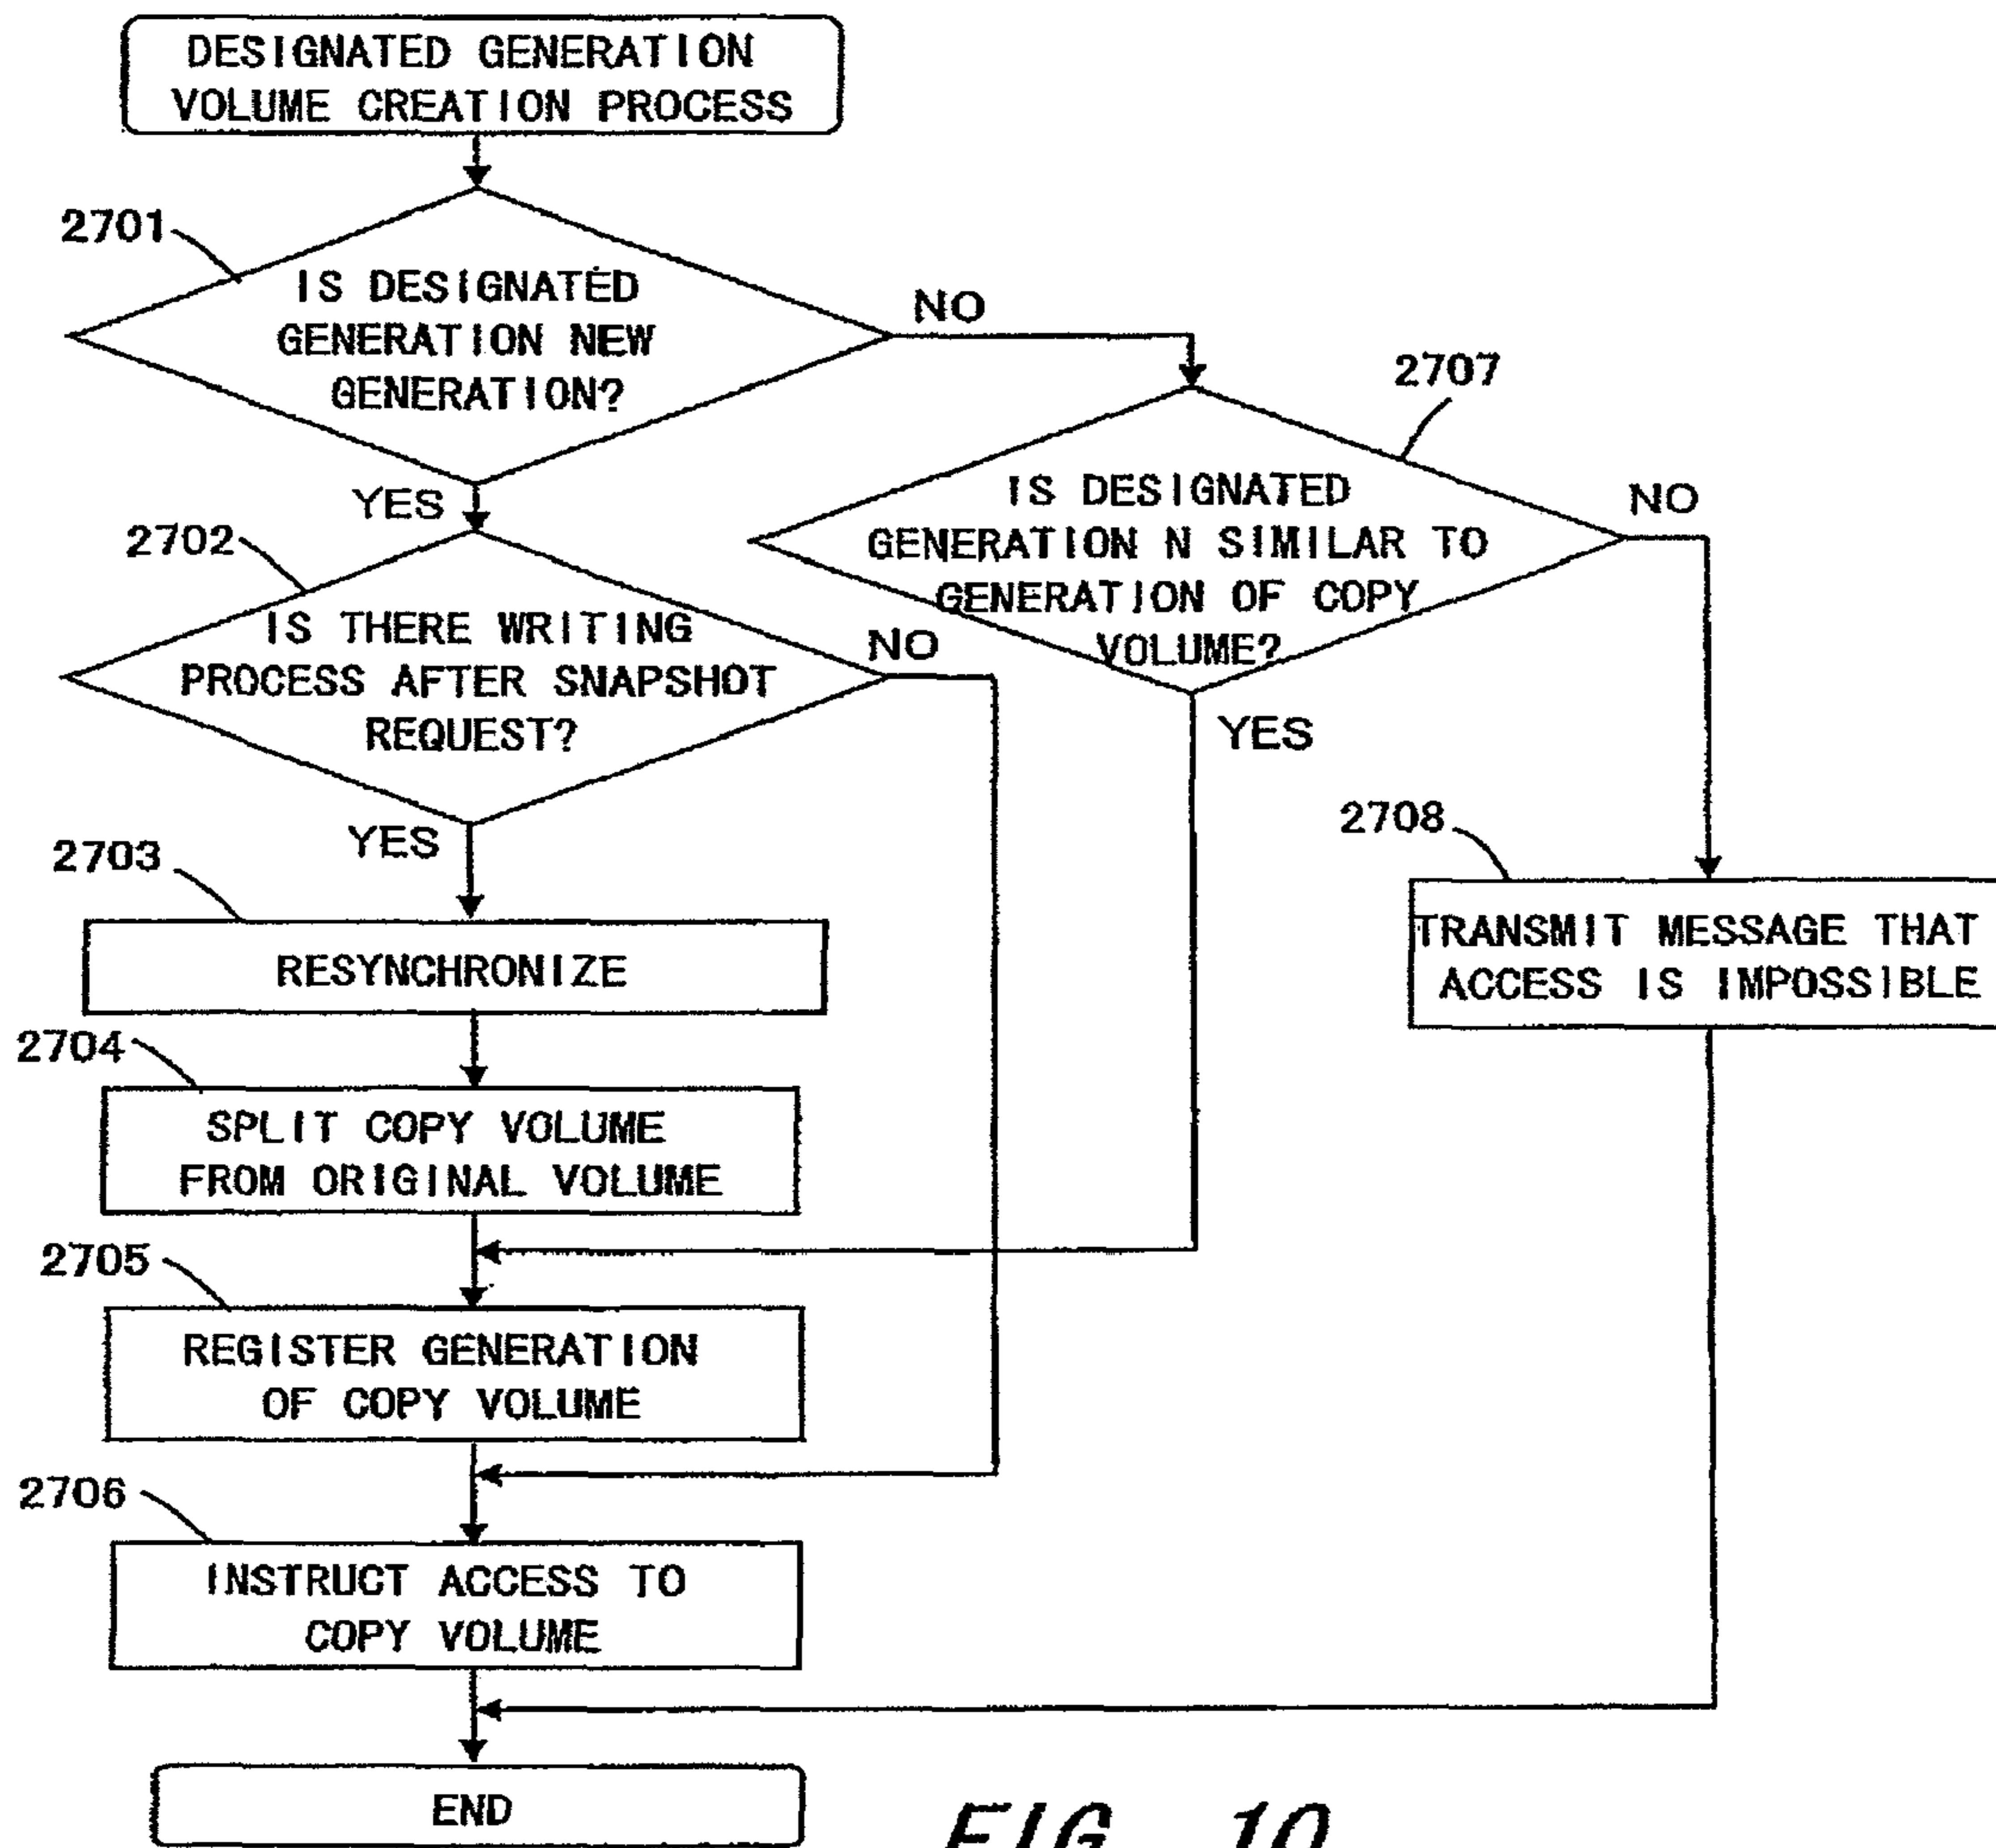 DESIGNATED GENERATION
VOLUME CREATION PROCESS
2701
IS DESIGNATED
GENERATION NEW
GENERATION?
NO
YES
2707
IS DESIGNATED
GENERATION N SIMILAR TO
GENERATION OF COPY
VOLUME?
NO
YES
2702
IS THERE WRITING
PROCESS AFTER SNAPSHOT
REQUEST?
NO
YES
2708
TRANSMIT MESSAGE THAT
ACCESS IS IMPOSSIBLE
2703
RESYNCHRONIZE
2704
SPLIT COPY VOLUME
FROM ORIGINAL VOLUME
2705
REGISTER GENERATION
OF COPY VOLUME
2706
INSTRUCT ACCESS TO
COPY VOLUME
END
FIG. 10